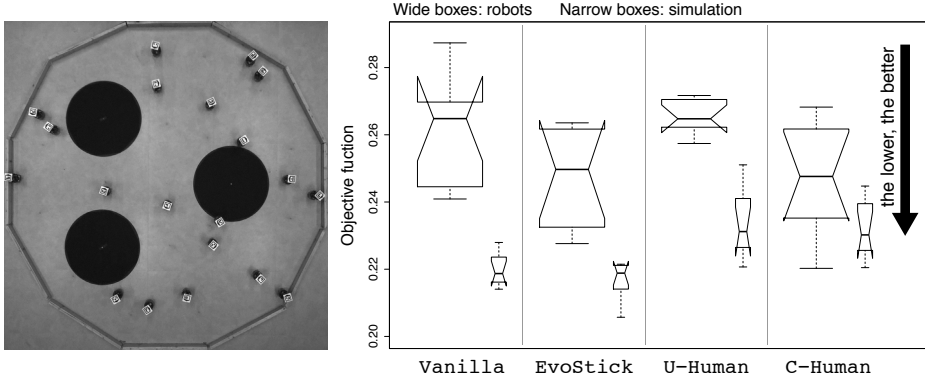 Wide boxes: robots Narrow boxes: simulation
Objective fuction
0.28
0.26
0.24
0.22
0.20
the lower, the better
Vanilla EvoStick U-Human C-Human